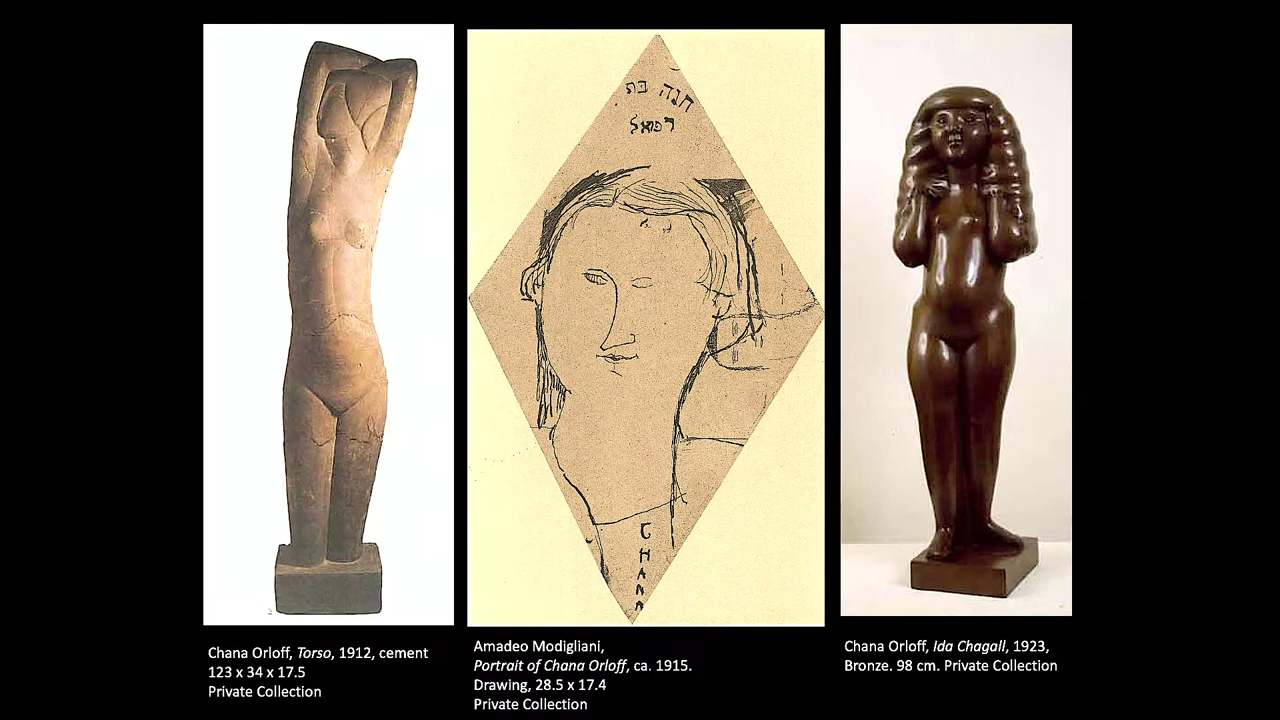 חנה בת
רפואל
CHANA
Chana Orloff, Torso, 1912, cement
123 x 34 x 17.5
Private Collection
Amadeo Modigliani,
Portrait of Chana Orloff, ca. 1915.
Drawing, 28.5 x 17.4
Private Collection
Chana Orloff, Ida Chagall, 1923,
Bronze. 98 cm. Private Collection